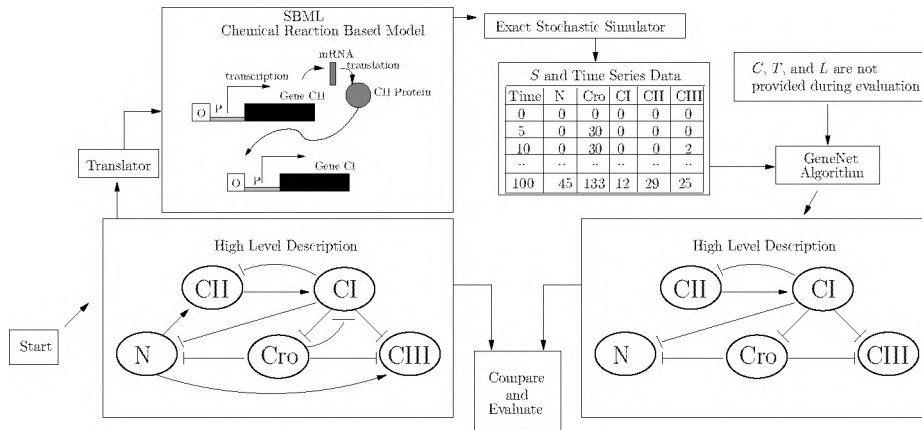 SBML
Chemical Reaction Based Model
mRNA
transcription
translation
P
Gene CII
CII Protein
O
Gene CI
O
P
Translator
Exact Stochastic Simulator
S and Time Series Data
Time N Cro CI CII CIII
0 0 0 0 0 0
5 0 30 0 0 0
10 0 30 0 0 2
.. .. .. .. .. ..
100 45 133 12 29 25
C, T, and L are not
provided during evaluation
GeneNet
Algorithm
High Level Description
CII
CI
N
Cro
CIII
Start
Compare
and
Evaluate
High Level Description
CII
CI
N
Cro
CIII